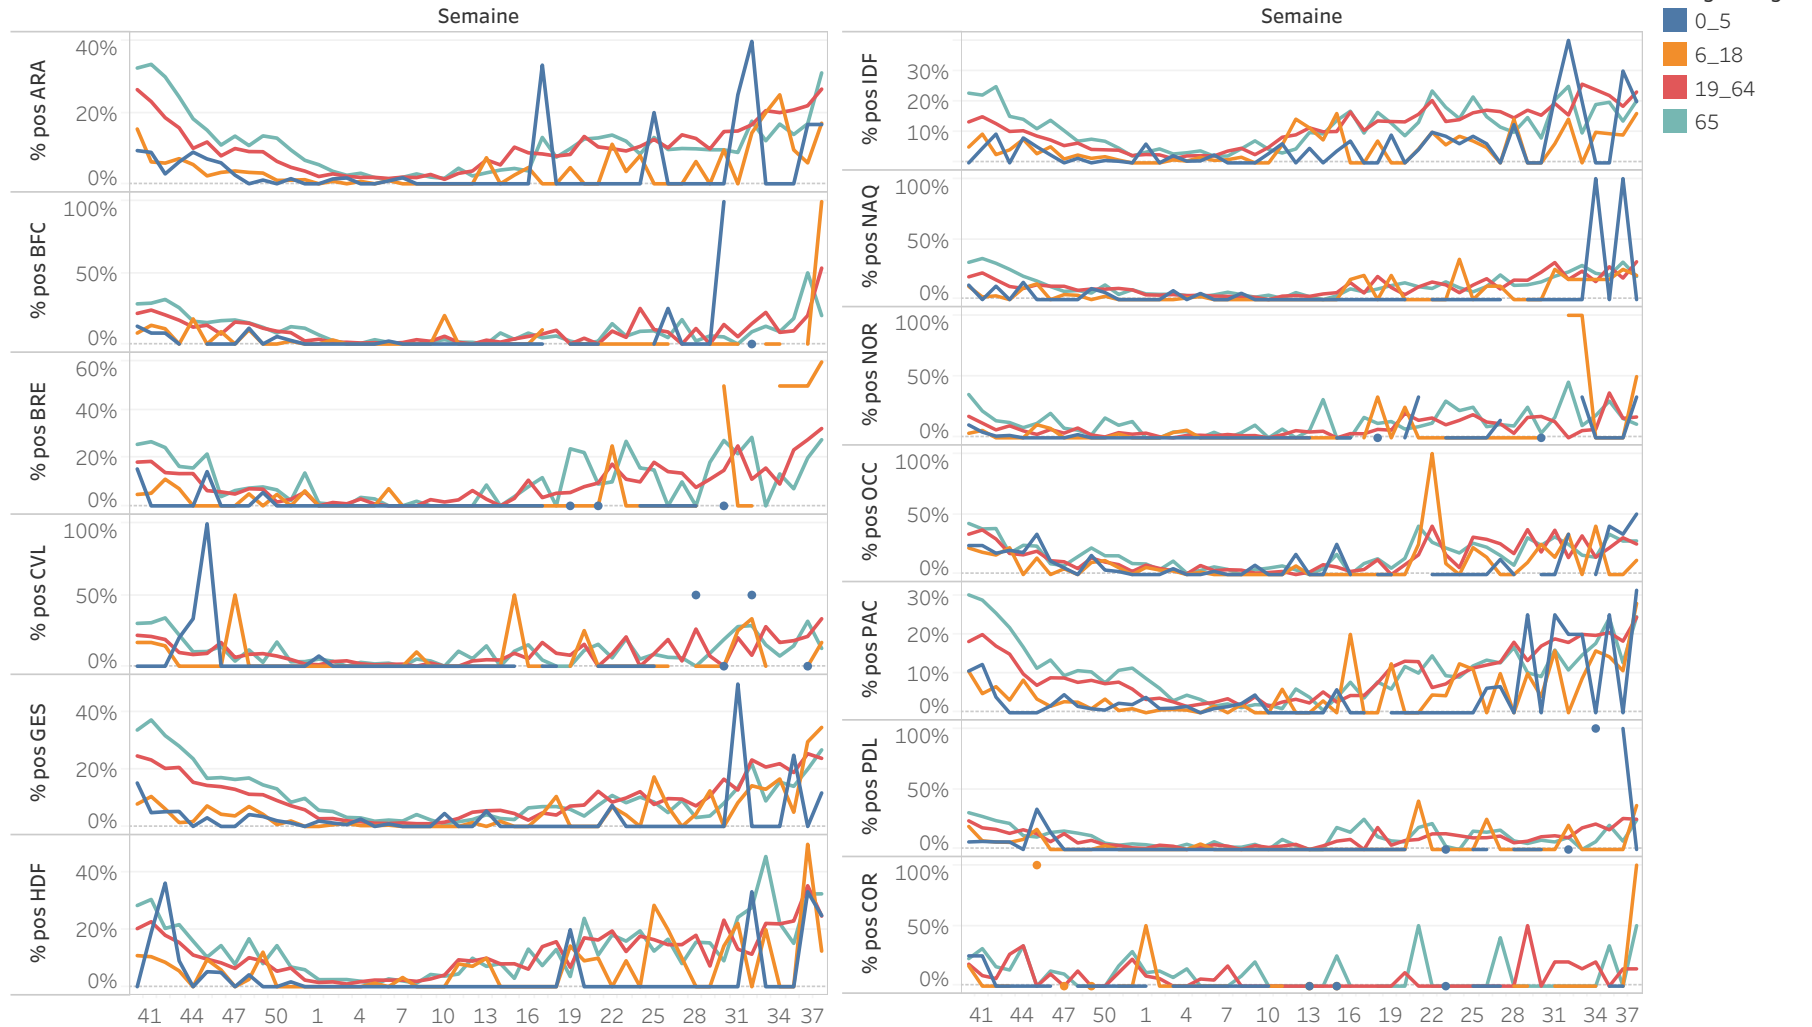 Semaine
% pos ARA
40%
20%
0%
% pos BFC
100%
50%
0%
% pos BRE
60%
40%
20%
0%
% pos CVL
100%
50%
0%
% pos GES
40%
20%
0%
% pos HDF
40%
20%
0%
41 44 47 50 1 4 7 10 13 16 19 22 25 28 31 34 37
Semaine
% pos IDF
30%
20%
10%
% pos NAQ
100%
50%
0%
% pos NOR
100%
50%
0%
% pos OCC
100%
50%
0%
% pos PAC
30%
20%
10%
0%
% pos PDL
100%
50%
0%
% pos COR
100%
50%
0%
41 44 47 50 1 4 7 10 13 16 19 22 25 28 31 34 37
0_5
6_18
19_64
65